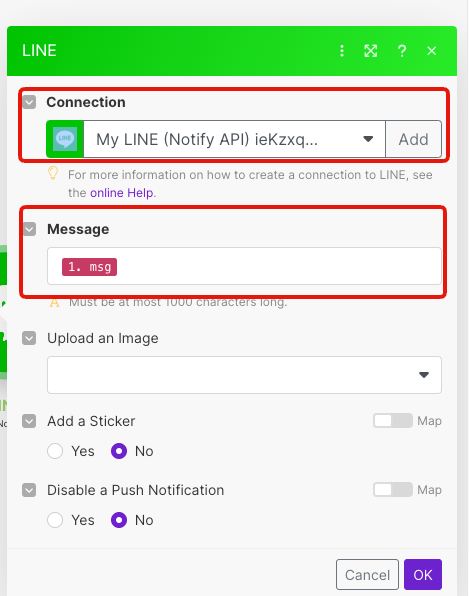 LINE
?
Connection
LINE
My LINE (Notify API) ieKzxq...
Add
For more information on how to create a connection to LINE, see
the online Help.
Message
1. msg
Must be at most 1000 characters long.
Upload an Image
Add a Sticker
Map
Yes
No
Disable a Push Notification
Map
Yes
No
Cancel
OK